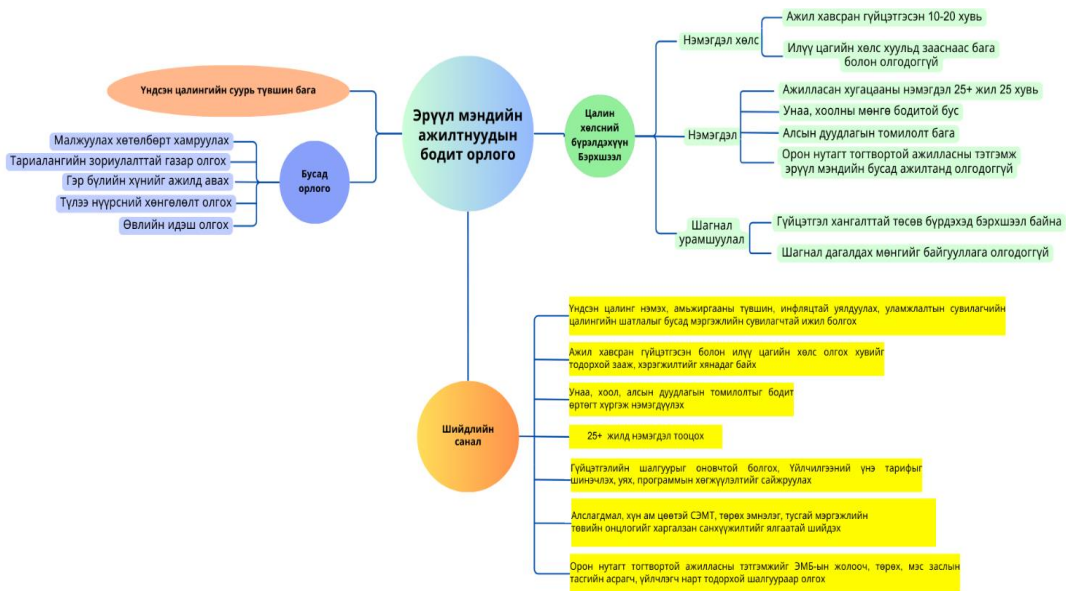 Эрүүл мэндийн
ажилтнуудын
бодит орлого
Үндсэн цалингийн суурь түвшин бага
Бусад
орлого
Малжуулах хөтөлбөрт хамруулах
Тариалангийн зориулалттай газар олгох
Гэр бүлийн хүнийг ажилд авах
Түлээ нүүрсний хөнгөлөлт олгох
Өвлийн идэш олгох
Цалин
хөлсний
бүрэлдэхүүн
Бэрхшээл
Нэмэгдэл хөлс
Ажил хавсран гүйцэтгэсэн 10-20 хувь
Илүү цагийн хөлс хуульд зааснаас бага
болон олгодоггүй
Нэмэгдэл
Ажилласан хугацааны нэмэгдэл 25+ жил 25 хувь
Унаа, хоолны мөнгө бодитой бус
Алсын дуудлагын томилолт бага
Орон нутагт тогтвортой ажилласны тэтгэмж
эрүүл мэндийн бусад ажилтанд олгодоггүй
Шагнал
урамшуулал
Гүйцэтгэл хангалттай төсөв бүрдэхэд бэрхшээл байна
Шагнал дагалдах мөнгийг байгууллага олгодоггүй
Шийдлийн
санал
Үндсэн цалинг нэмэх, амьжиргааны түвшин, инфляцтай уялдуулах, уламжлалтын сувилагчийн
цалингийн шатлалыг бусад мэргэжлийн сувилагчтай ижил болгох
Ажил хавсран гүйцэтгэсэн болон илүү цагийн хөлс олгох хувийг
тодорхой зааж, хэрэгжилтийг хянадаг байх
Унаа, хоол, алсын дуудлагын томилолтыг бодит
өртөгт хүргэж нэмэгдүүлэх
25+ жилд нэмэгдэл тооцох
Гүйцэтгэлийн шалгуурыг оновчтой болгох, Үйлчилгээний үнэ тарифыг
шинэчлэх, уях, программын хөгжүүлэлтийг сайжруулах
Алслагдмал, хүн ам цөөтэй СЭМТ, төрөх эмнэлэг, тусгай мэргэжлийн
төвийн онцлогийг харгалзан санхүүжилтийг ялгаатай шийдэх
Орон нутагт тогтвортой ажилласны тэтгэмжийг ЭМБ-ын жолооч, төрөх, мэс заслын
тасгийн асрагч, үйлчлэгч нарт тодорхой шалгуураар олгох